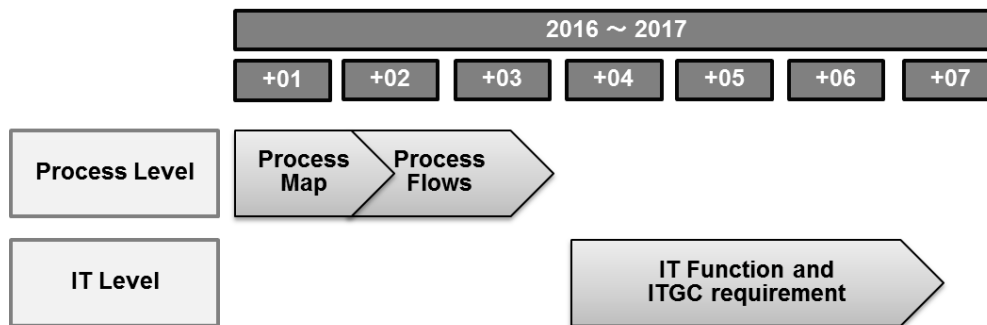 2016 ～ 2017
+01 +02 +03 +04 +05 +06 +07
Process Level
Process
Map
Process
Flows
IT Level
IT Function and
ITGC requirement